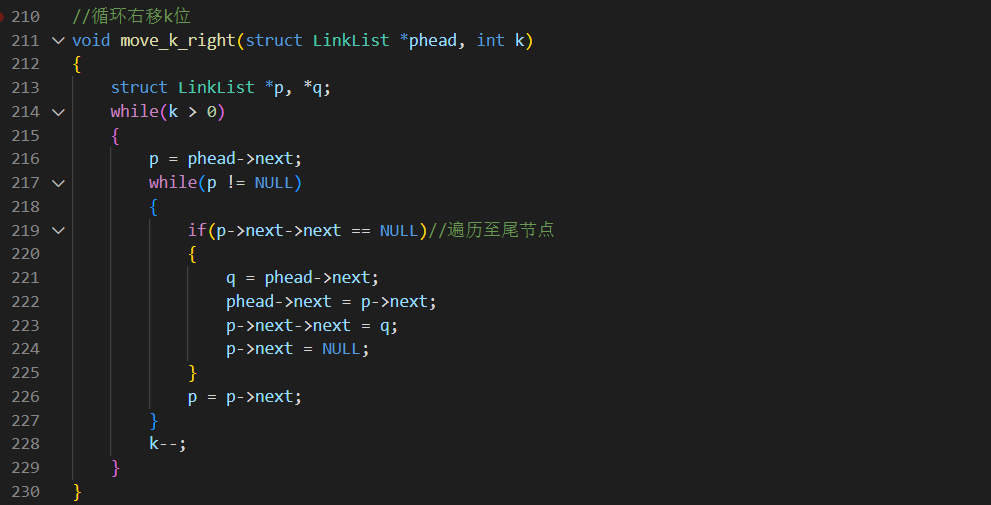 210 //循环右移k位
211 void move_k_right(struct LinkList *phead, int k)
212 {
213     struct LinkList *p, *q;
214     while(k > 0)
215     {
216         p = phead->next;
217         while(p != NULL)
218         {
219             if(p->next->next == NULL)//遍历至尾节点
220             {
221                 q = phead->next;
222                 phead->next = p->next;
223                 p->next->next = q;
224                 p->next = NULL;
225             }
226             p = p->next;
227         }
228         k--;
229     }
230 }